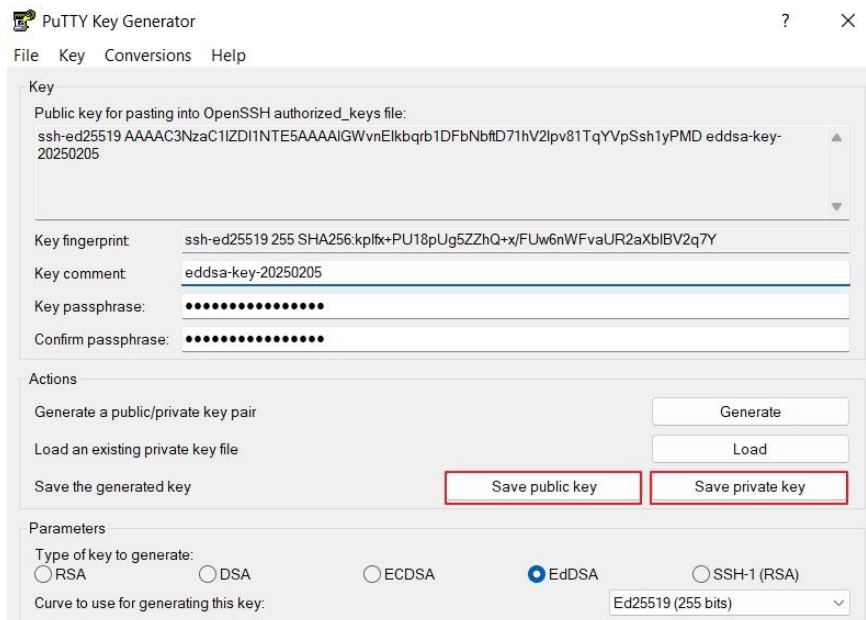 PuTTY Key Generator
?
File Key Conversions Help
Key
Public key for pasting into OpenSSH authorized_keys file:
ssh-ed25519 AAAAC3NzaC1lZDI1NTE5AAAAIGWvnElkbqrb1DFbNbftD71hV2lpv81TqYVpSsh1yPMD eddsa-key-
20250205
Key fingerprint: ssh-ed25519 255 SHA256:kplfx+PU18pUg5ZZhQ+x/FUw6nWFvaUR2aXblBV2q7Y
Key comment: eddsa-key-20250205
Key passphrase: ••••••••••••••••
Confirm passphrase: ••••••••••••••••
Actions
Generate a public/private key pair Generate
Load an existing private key file Load
Save the generated key Save public key Save private key
Parameters
Type of key to generate:
RSA DSA ECDSA EdDSA SSH-1 (RSA)
Curve to use for generating this key: Ed25519 (255 bits)